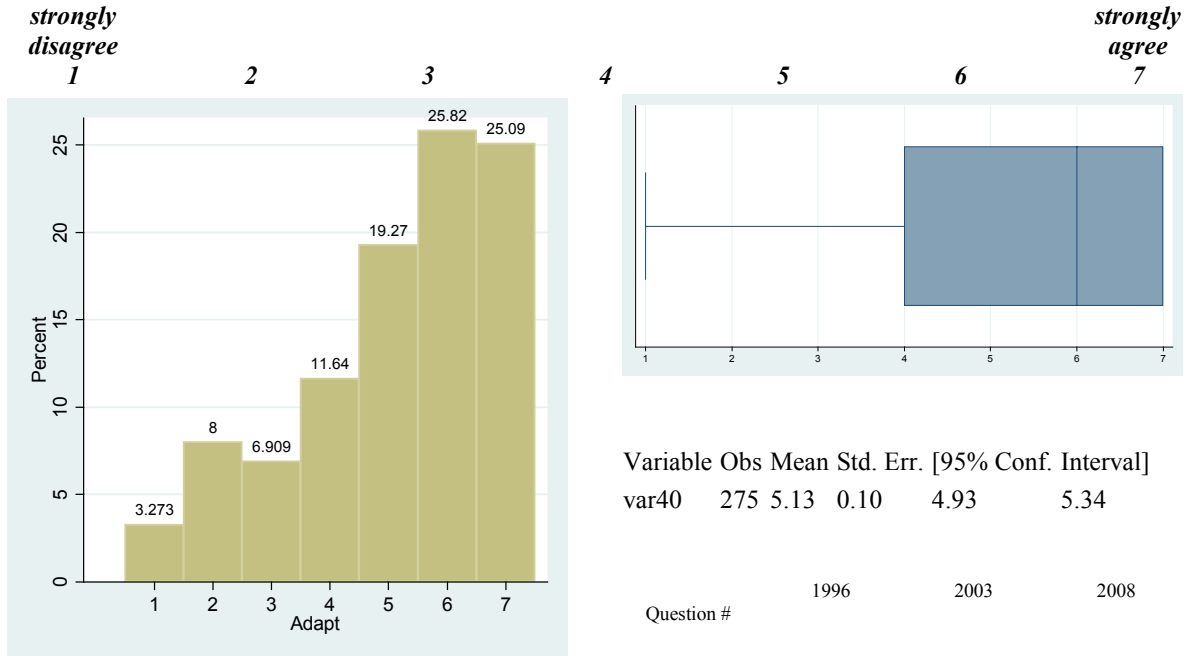 strongly strongly
disagree agree
1 2 3 4 5 6 7
25.82
25.09
19.27
11.64
8
6.909
3.273
Percent
25
20
15
10
5
0
1 2 3 4 5 6 7
Adapt
1 2 3 4 5 6 7
Variable Obs Mean Std. Err. [95% Conf. Interval]
var40 275 5.13 0.10 4.93 5.34
1996 2003 2008
Question #